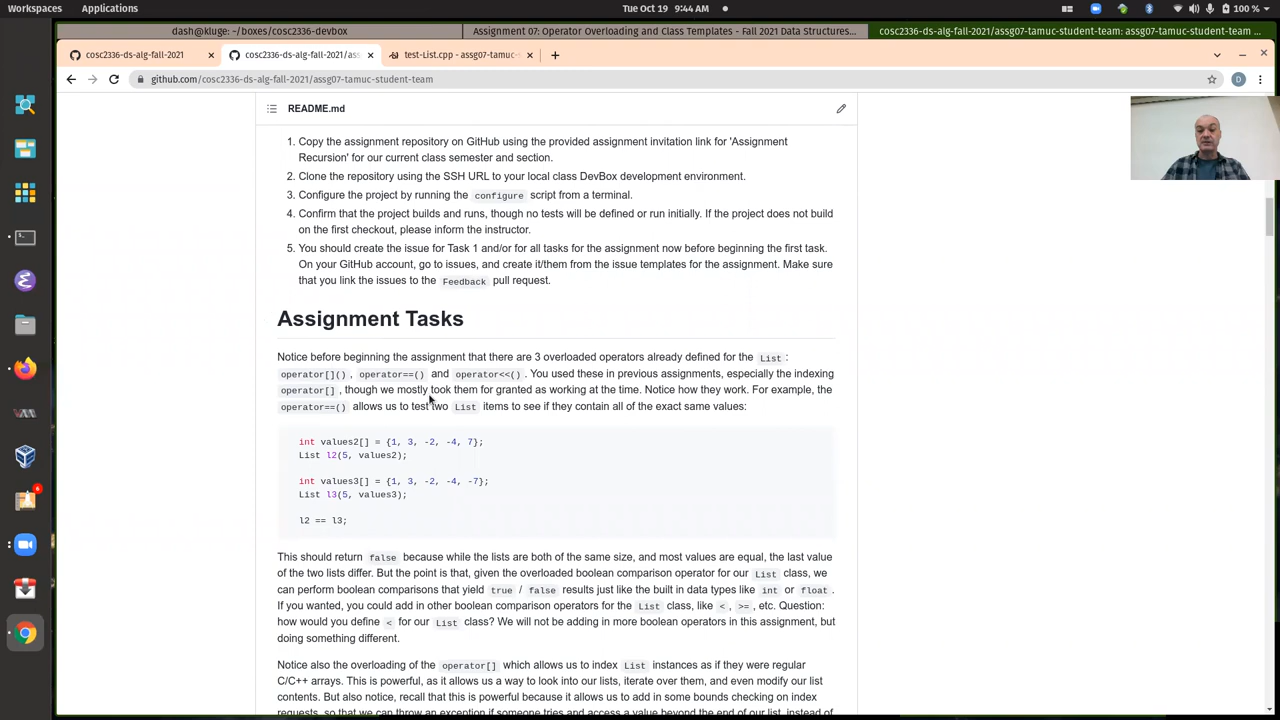 Workspaces Applications Tue Oct 19 9:44 AM 100 %
dash@kluge: ~/boxes/cosc2336-devbox Assignment 07: Operator Overloading and Class Templates - Fall 2021 Data Structures... cosc2336-ds-alg-fall-2021/assg07-tamuc-student-team: assg07-tamuc-student-team ...
cosc2336-ds-alg-fall-2021 cosc2336-ds-alg-fall-2021/ass test-List.cpp - assg07-tamuc-s
github.com/cosc2336-ds-alg-fall-2021/assg07-tamuc-student-team D
README.md
1. Copy the assignment repository on GitHub using the provided assignment invitation link for 'Assignment
Recursion' for our current class semester and section.
2. Clone the repository using the SSH URL to your local class DevBox development environment.
3. Configure the project by running the configure script from a terminal.
4. Confirm that the project builds and runs, though no tests will be defined or run initially. If the project does not build
on the first checkout, please inform the instructor.
5. You should create the issue for Task 1 and/or for all tasks for the assignment now before beginning the first task.
On your GitHub account, go to issues, and create it/them from the issue templates for the assignment. Make sure
that you link the issues to the Feedback pull request.
Assignment Tasks
Notice before beginning the assignment that there are 3 overloaded operators already defined for the List :
operator[]() , operator==() and operator<<() . You used these in previous assignments, especially the indexing
operator[] , though we mostly took them for granted as working at the time. Notice how they work. For example, the
operator==() allows us to test two List items to see if they contain all of the exact same values:
int values2[] = {1, 3, -2, -4, 7};
List l2(5, values2);
int values3[] = {1, 3, -2, -4, -7};
List l3(5, values3);
l2 == l3;
This should return false because while the lists are both of the same size, and most values are equal, the last value
of the two lists differ. But the point is that, given the overloaded boolean comparison operator for our List class, we
can perform boolean comparisons that yield true / false results just like the built in data types like int or float .
If you wanted, you could add in other boolean comparison operators for the List class, like < , >= , etc. Question:
how would you define < for our List class? We will not be adding in more boolean operators in this assignment, but
doing something different.
Notice also the overloading of the operator[] which allows us to index List instances as if they were regular
C/C++ arrays. This is powerful, as it allows us a way to look into our lists, iterate over them, and even modify our list
contents. But also notice, recall that this is powerful because it allows us to add in some bounds checking on index
requests, so that we can throw an exception if someone tries and access a value beyond the end of our list, instead of